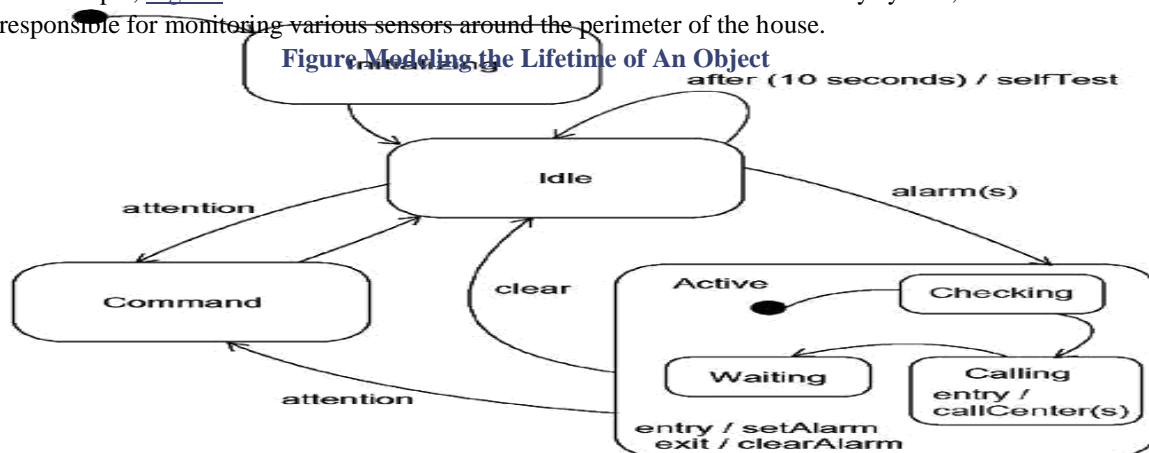 responsible for monitoring various sensors around the perimeter of the house.
Figure Modeling the Lifetime of An Object
Initializing
after (10 seconds) / selfTest
Idle
alarm(s)
attention
Command
clear
Active
Checking
Waiting
Calling
entry /
callCenter(s)
attention
entry / setAlarm
exit / clearAlarm